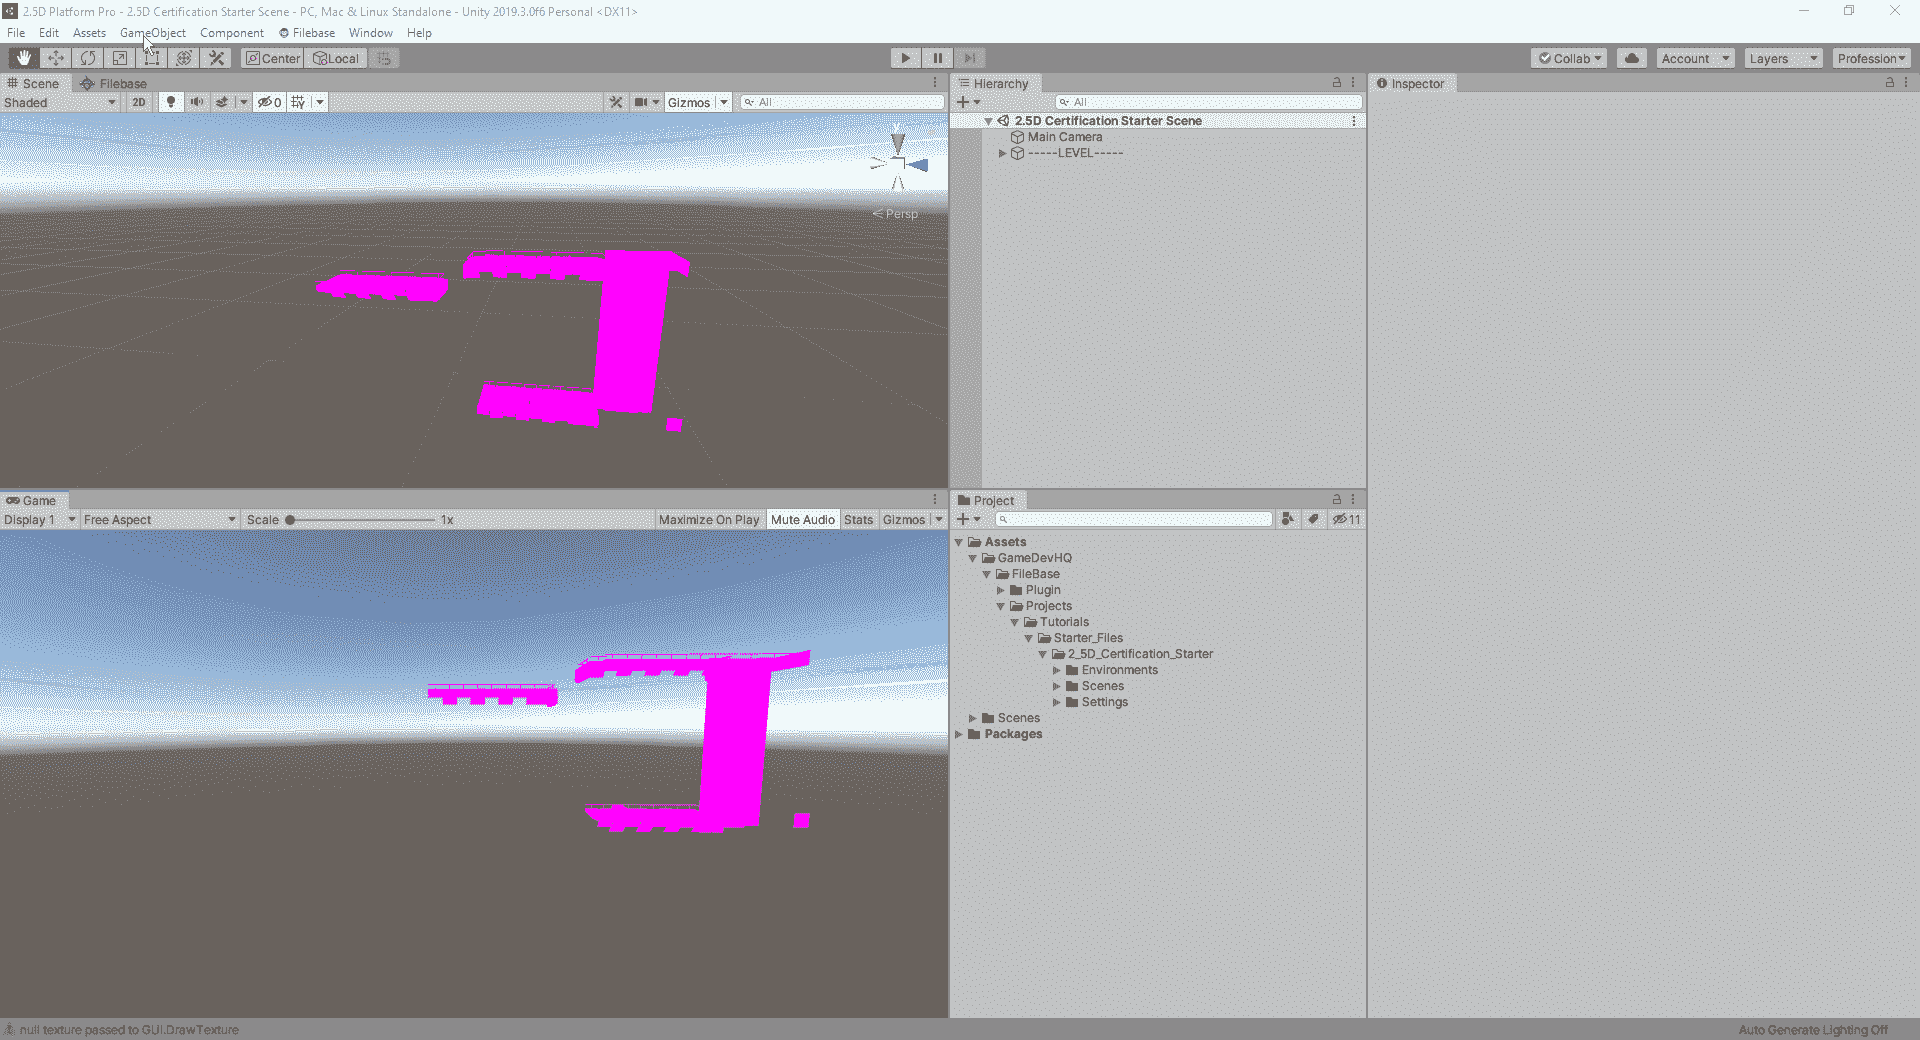 2.5D Platform Pro - 2.5D Certification Starter Scene - PC, Mac & Linux Standalone - Unity 2019.3.0f6 Personal <DX11>
File Edit Assets GameObject Component Filebase Window Help
Center Local Collab Account Layers Profession
Scene Filebase
Shaded 2D 0 Gizmos All
Persp
Hierarchy
All
2.5D Certification Starter Scene
Main Camera
-----LEVEL-----
Inspector
Game
Display 1 Free Aspect Scale 1x Maximize On Play Mute Audio Stats Gizmos
Project
11
Assets
GameDevHQ
FileBase
Plugin
Projects
Tutorials
Starter_Files
2_5D_Certification_Starter
Environments
Scenes
Settings
Scenes
Packages
null texture passed to GUI.DrawTexture
Auto Generate Lighting Off